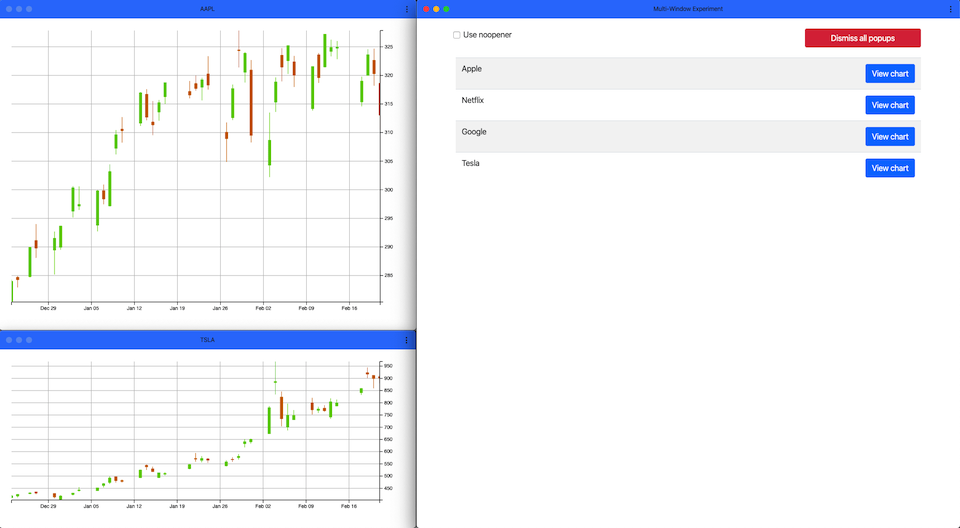 AAPL
325
320
315
310
305
300
295
290
285
Dec 29 Jan 05 Jan 12 Jan 19 Jan 26 Feb 02 Feb 09 Feb 16
TSLA
950
900
850
800
750
700
650
600
550
500
450
Dec 29 Jan 05 Jan 12 Jan 19 Jan 26 Feb 02 Feb 09 Feb 16
Multi-Window Experiment
Use noopener
Dismiss all popups
Apple
View chart
Netflix
View chart
Google
View chart
Tesla
View chart